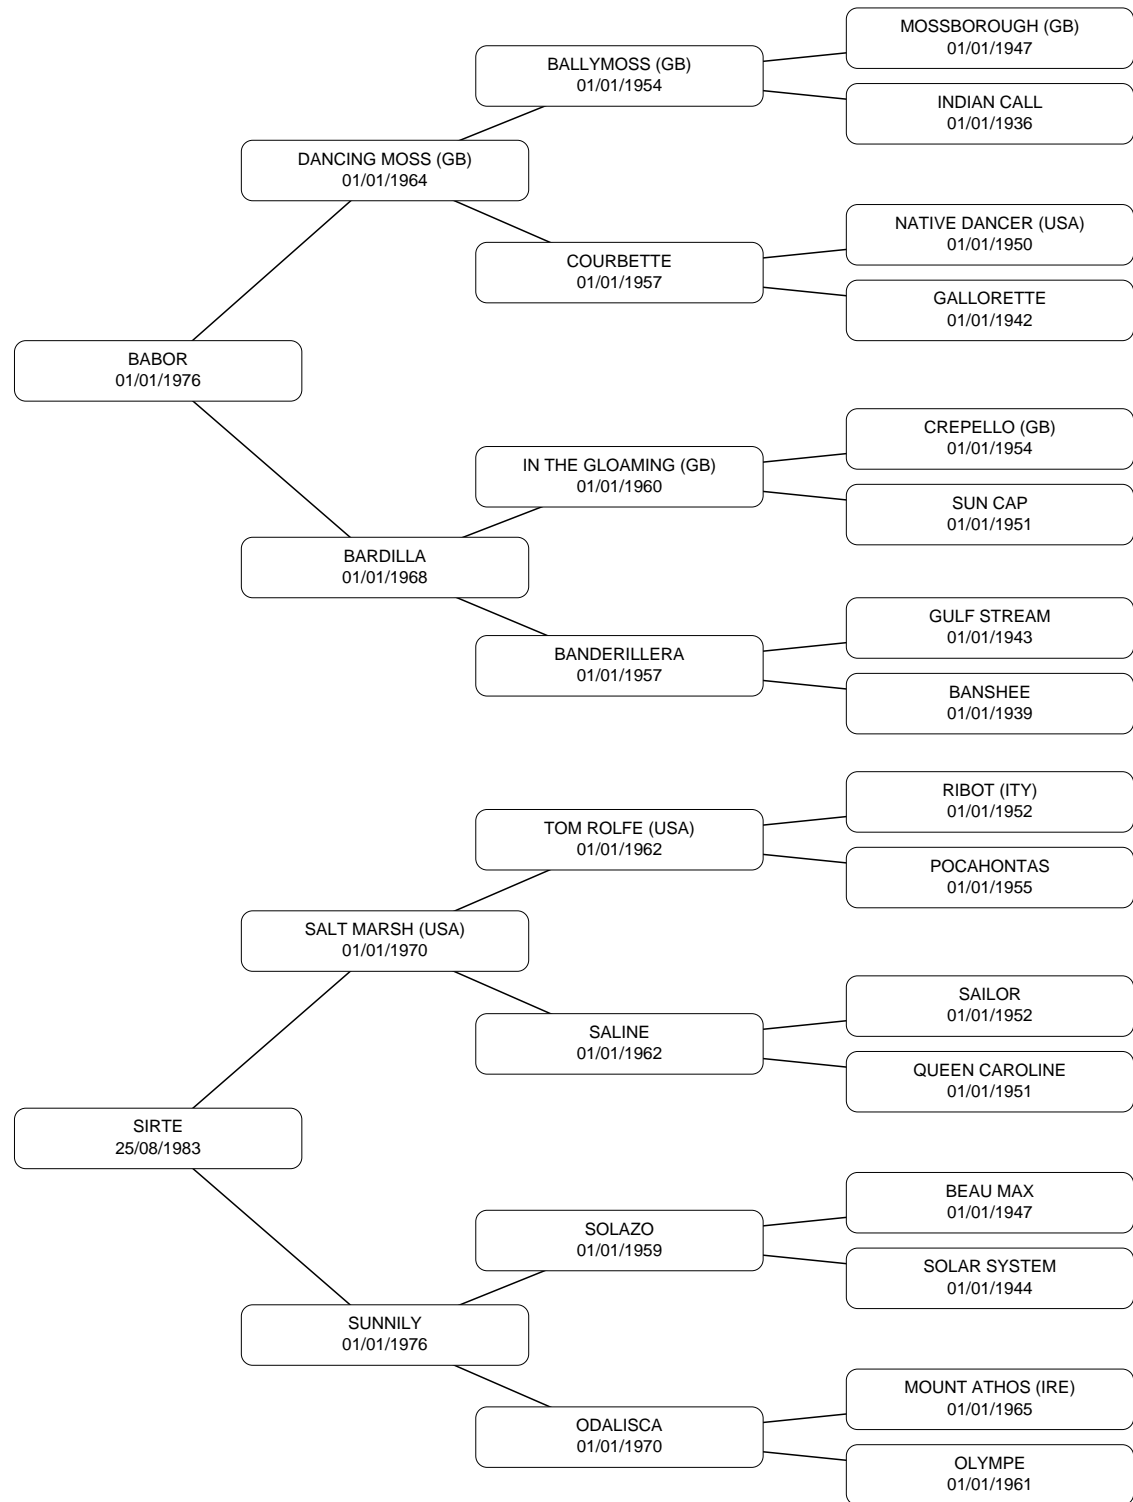 MOSSBOROUGH (GB)
01/01/1947
BALLYMOSS (GB)
01/01/1954
INDIAN CALL
01/01/1936
DANCING MOSS (GB)
01/01/1964
NATIVE DANCER (USA)
01/01/1950
COURBETTE
01/01/1957
GALLORETTE
01/01/1942
BABOR
01/01/1976
CREPELLO (GB)
01/01/1954
IN THE GLOAMING (GB)
01/01/1960
SUN CAP
01/01/1951
BARDILLA
01/01/1968
GULF STREAM
01/01/1943
BANDERILLERA
01/01/1957
BANSHEE
01/01/1939
RIBOT (ITY)
01/01/1952
TOM ROLFE (USA)
01/01/1962
POCAHONTAS
01/01/1955
SALT MARSH (USA)
01/01/1970
SAILOR
01/01/1952
SALINE
01/01/1962
QUEEN CAROLINE
01/01/1951
SIRTE
25/08/1983
BEAU MAX
01/01/1947
SOLAZO
01/01/1959
SOLAR SYSTEM
01/01/1944
SUNNILY
01/01/1976
MOUNT ATHOS (IRE)
01/01/1965
ODALISCA
01/01/1970
OLYMPE
01/01/1961